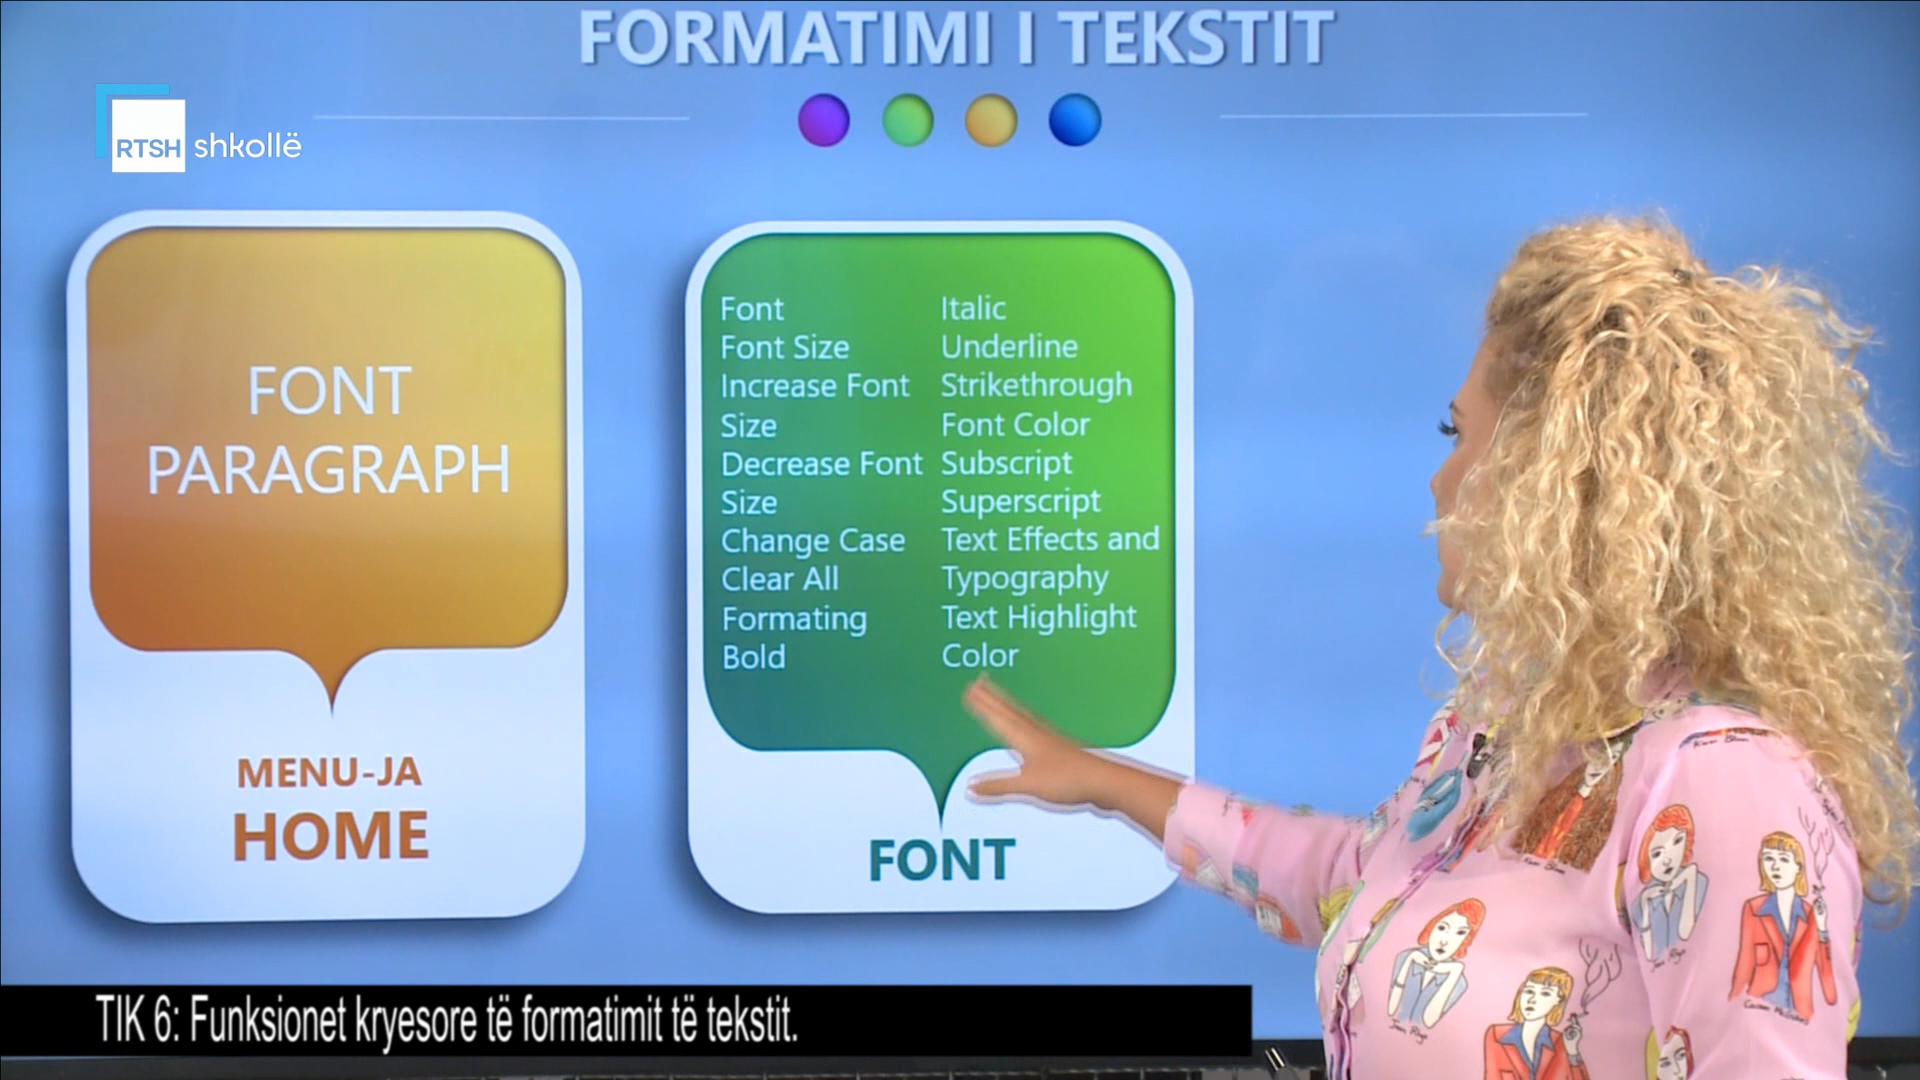 FORMATIMI I TEKSTIT
RTSH shkollë
FONT
PARAGRAPH
MENU-JA
HOME
Font
Font Size
Increase Font
Size
Decrease Font
Size
Change Case
Clear All
Formating
Bold
Italic
Underline
Strikethrough
Font Color
Subscript
Superscript
Text Effects and
Typography
Text Highlight
Color
FONT
TIK 6: Funksionet kryesore të formatimit të tekstit.